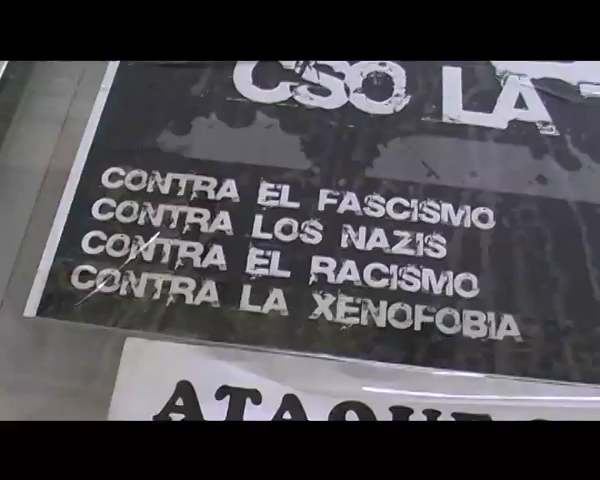 CSO LA
CONTRA EL FASCISMO
CONTRA LOS NAZIS
CONTRA EL RACISMO
CONTRA LA XENOFOBIA